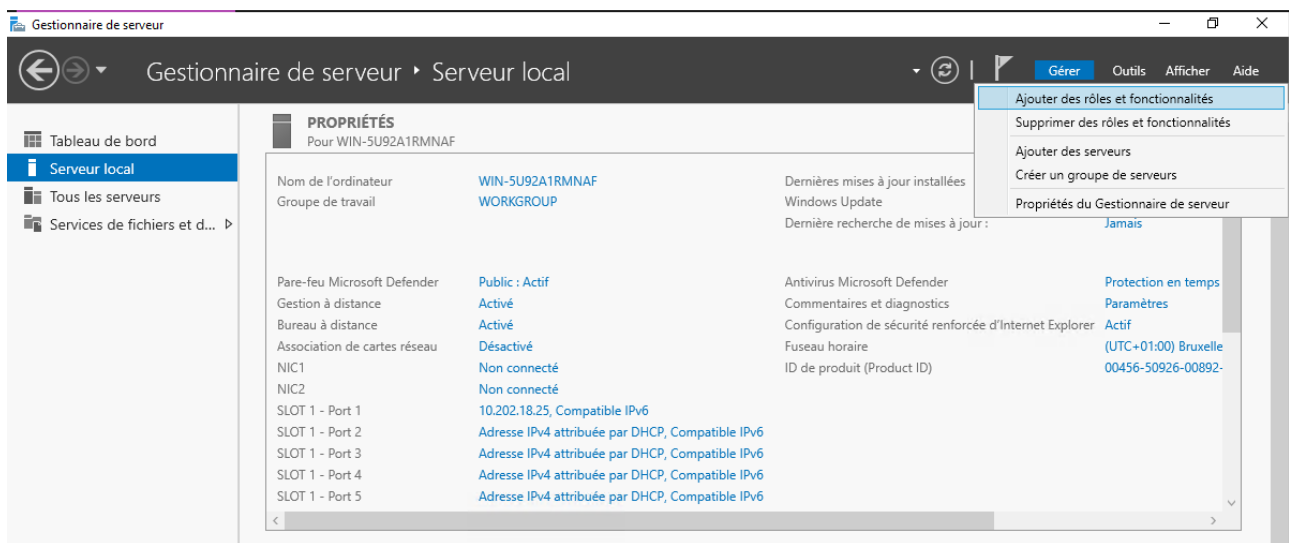 Gestionnaire de serveur
Gestionnaire de serveur ‣ Serveur local
Gérer Outils Afficher Aide
Ajouter des rôles et fonctionnalités
Supprimer des rôles et fonctionnalités
Ajouter des serveurs
Créer un groupe de serveurs
Propriétés du Gestionnaire de serveur
Tableau de bord
Serveur local
Tous les serveurs
Services de fichiers et d...
PROPRIÉTÉS
Pour WIN-5U92A1RMNAF
Nom de l'ordinateur WIN-5U92A1RMNAF Dernières mises à jour installées
Groupe de travail WORKGROUP Windows Update
Dernière recherche de mises à jour : Jamais
Pare-feu Microsoft Defender Public : Actif Antivirus Microsoft Defender Protection en temps
Gestion à distance Activé Commentaires et diagnostics Paramètres
Bureau à distance Activé Configuration de sécurité renforcée d'Internet Explorer Actif
Association de cartes réseau Désactivé Fuseau horaire (UTC+01:00) Bruxelle
NIC1 Non connecté ID de produit (Product ID) 00456-50926-00892-
NIC2 Non connecté
SLOT 1 - Port 1 10.202.18.25, Compatible IPv6
SLOT 1 - Port 2 Adresse IPv4 attribuée par DHCP, Compatible IPv6
SLOT 1 - Port 3 Adresse IPv4 attribuée par DHCP, Compatible IPv6
SLOT 1 - Port 4 Adresse IPv4 attribuée par DHCP, Compatible IPv6
SLOT 1 - Port 5 Adresse IPv4 attribuée par DHCP, Compatible IPv6